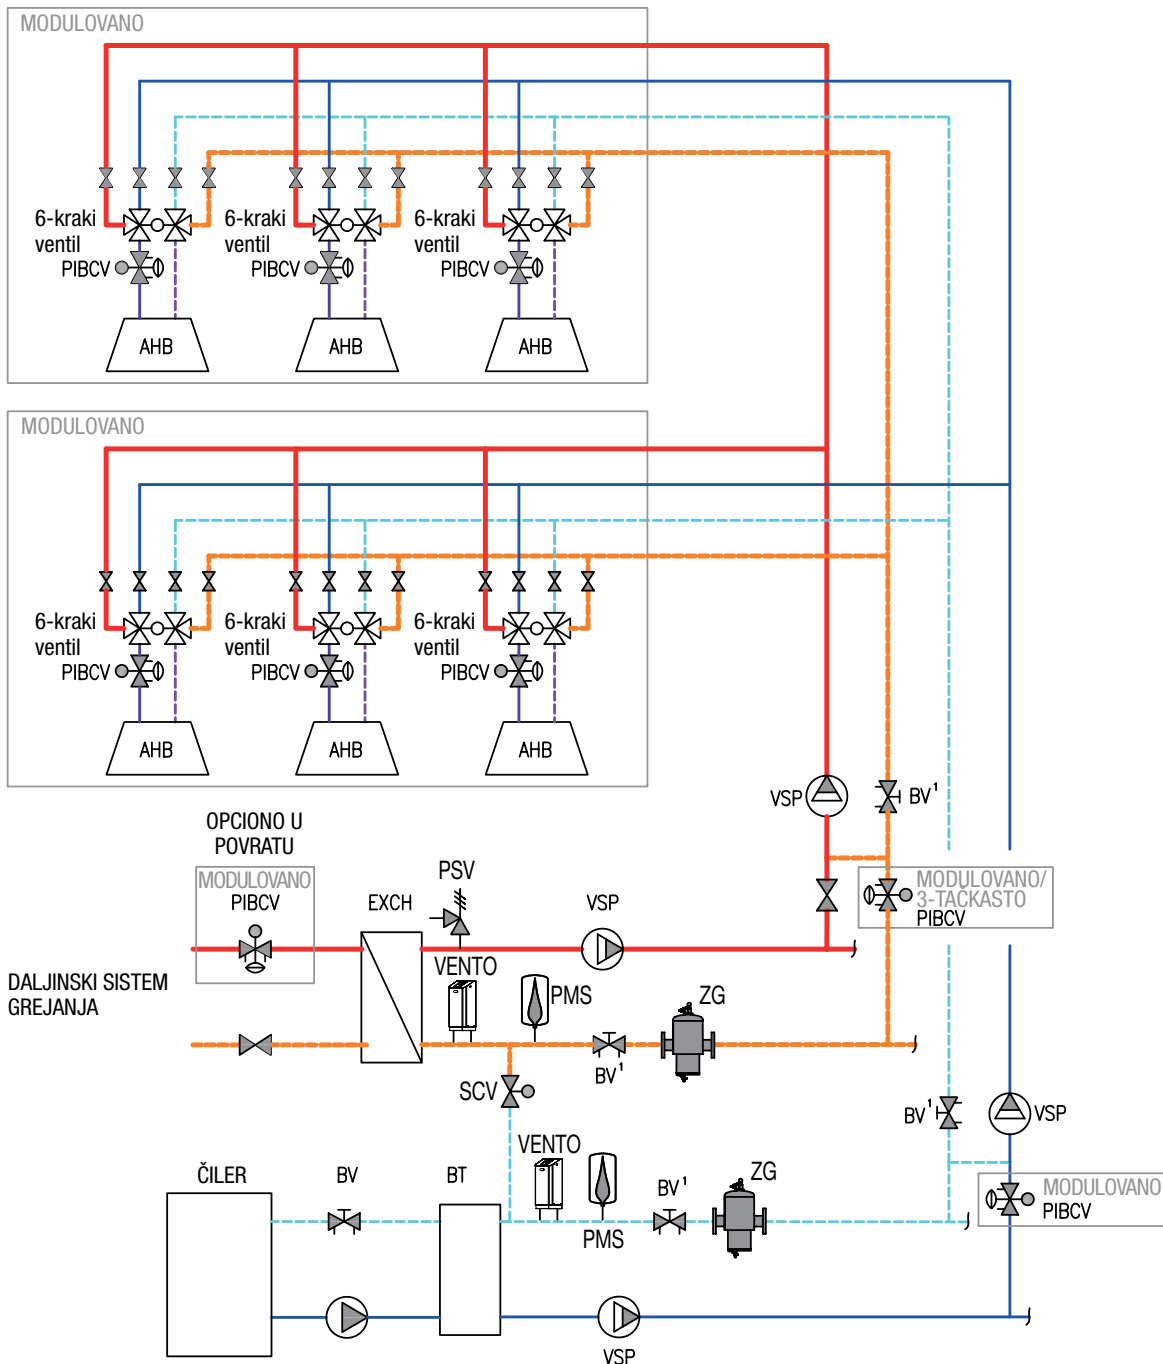 MODULOVANO
6-kraki
ventil
PIBCV
6-kraki
ventil
PIBCV
6-kraki
ventil
PIBCV
AHB
AHB
AHB
MODULOVANO
6-kraki
ventil
PIBCV
6-kraki
ventil
PIBCV
6-kraki
ventil
PIBCV
AHB
AHB
AHB
VSP
BV¹
OPCIONO U
POVRATU
MODULOVANO
PIBCV
EXCH
PSV
VSP
MODULOVANO/
3-TAČKASTO
PIBCV
DALJINSKI SISTEM
GREJANJA
VENTO
PMS
ZG
BV¹
SCV
BV¹
VSP
ČILER
BV
BT
VENTO
PMS
BV¹
ZG
MODULOVANO
PIBCV
VSP